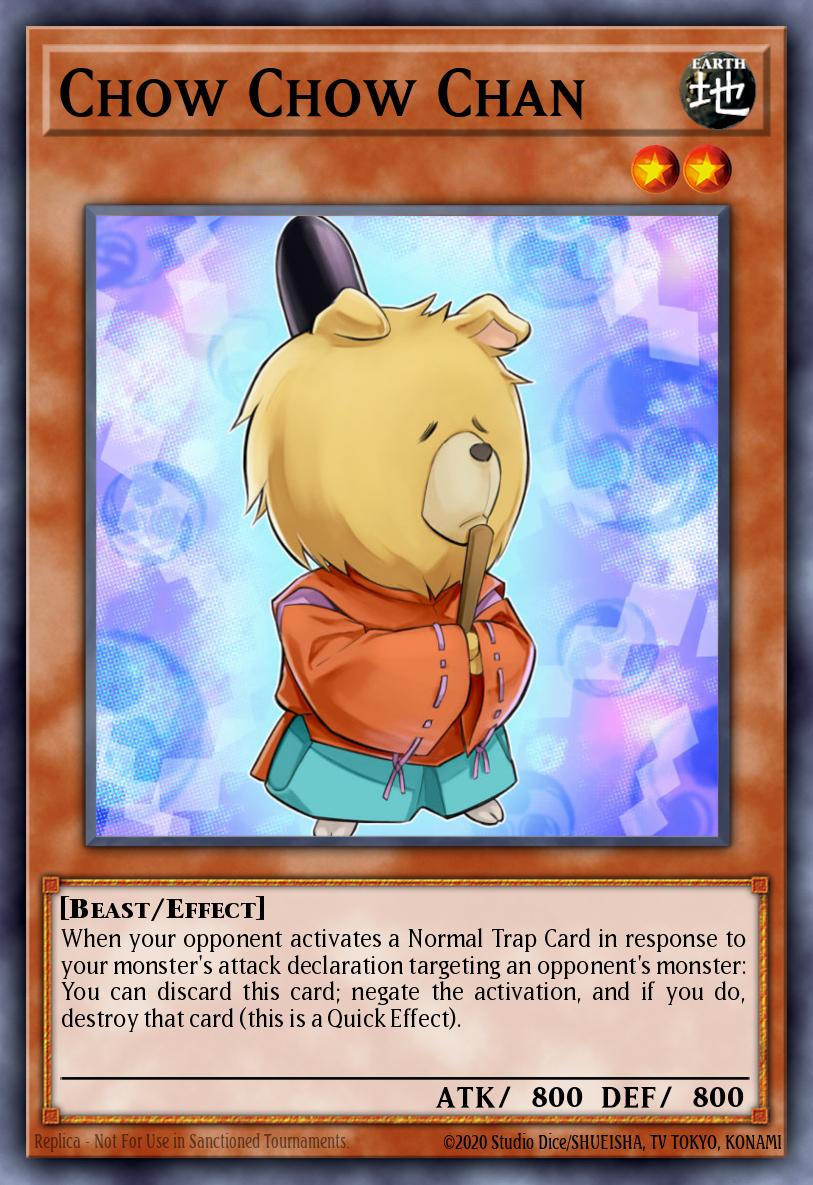 Chow Chow Chan
EARTH
地
[Beast/Effect]
When your opponent activates a Normal Trap Card in response to
your monster's attack declaration targeting an opponent's monster:
You can discard this card; negate the activation, and if you do,
destroy that card (this is a Quick Effect).
ATK/ 800 DEF/ 800
Replica - Not For Use in Sanctioned Tournaments.
©2020 Studio Dice/SHUEISHA, TV TOKYO, KONAMI